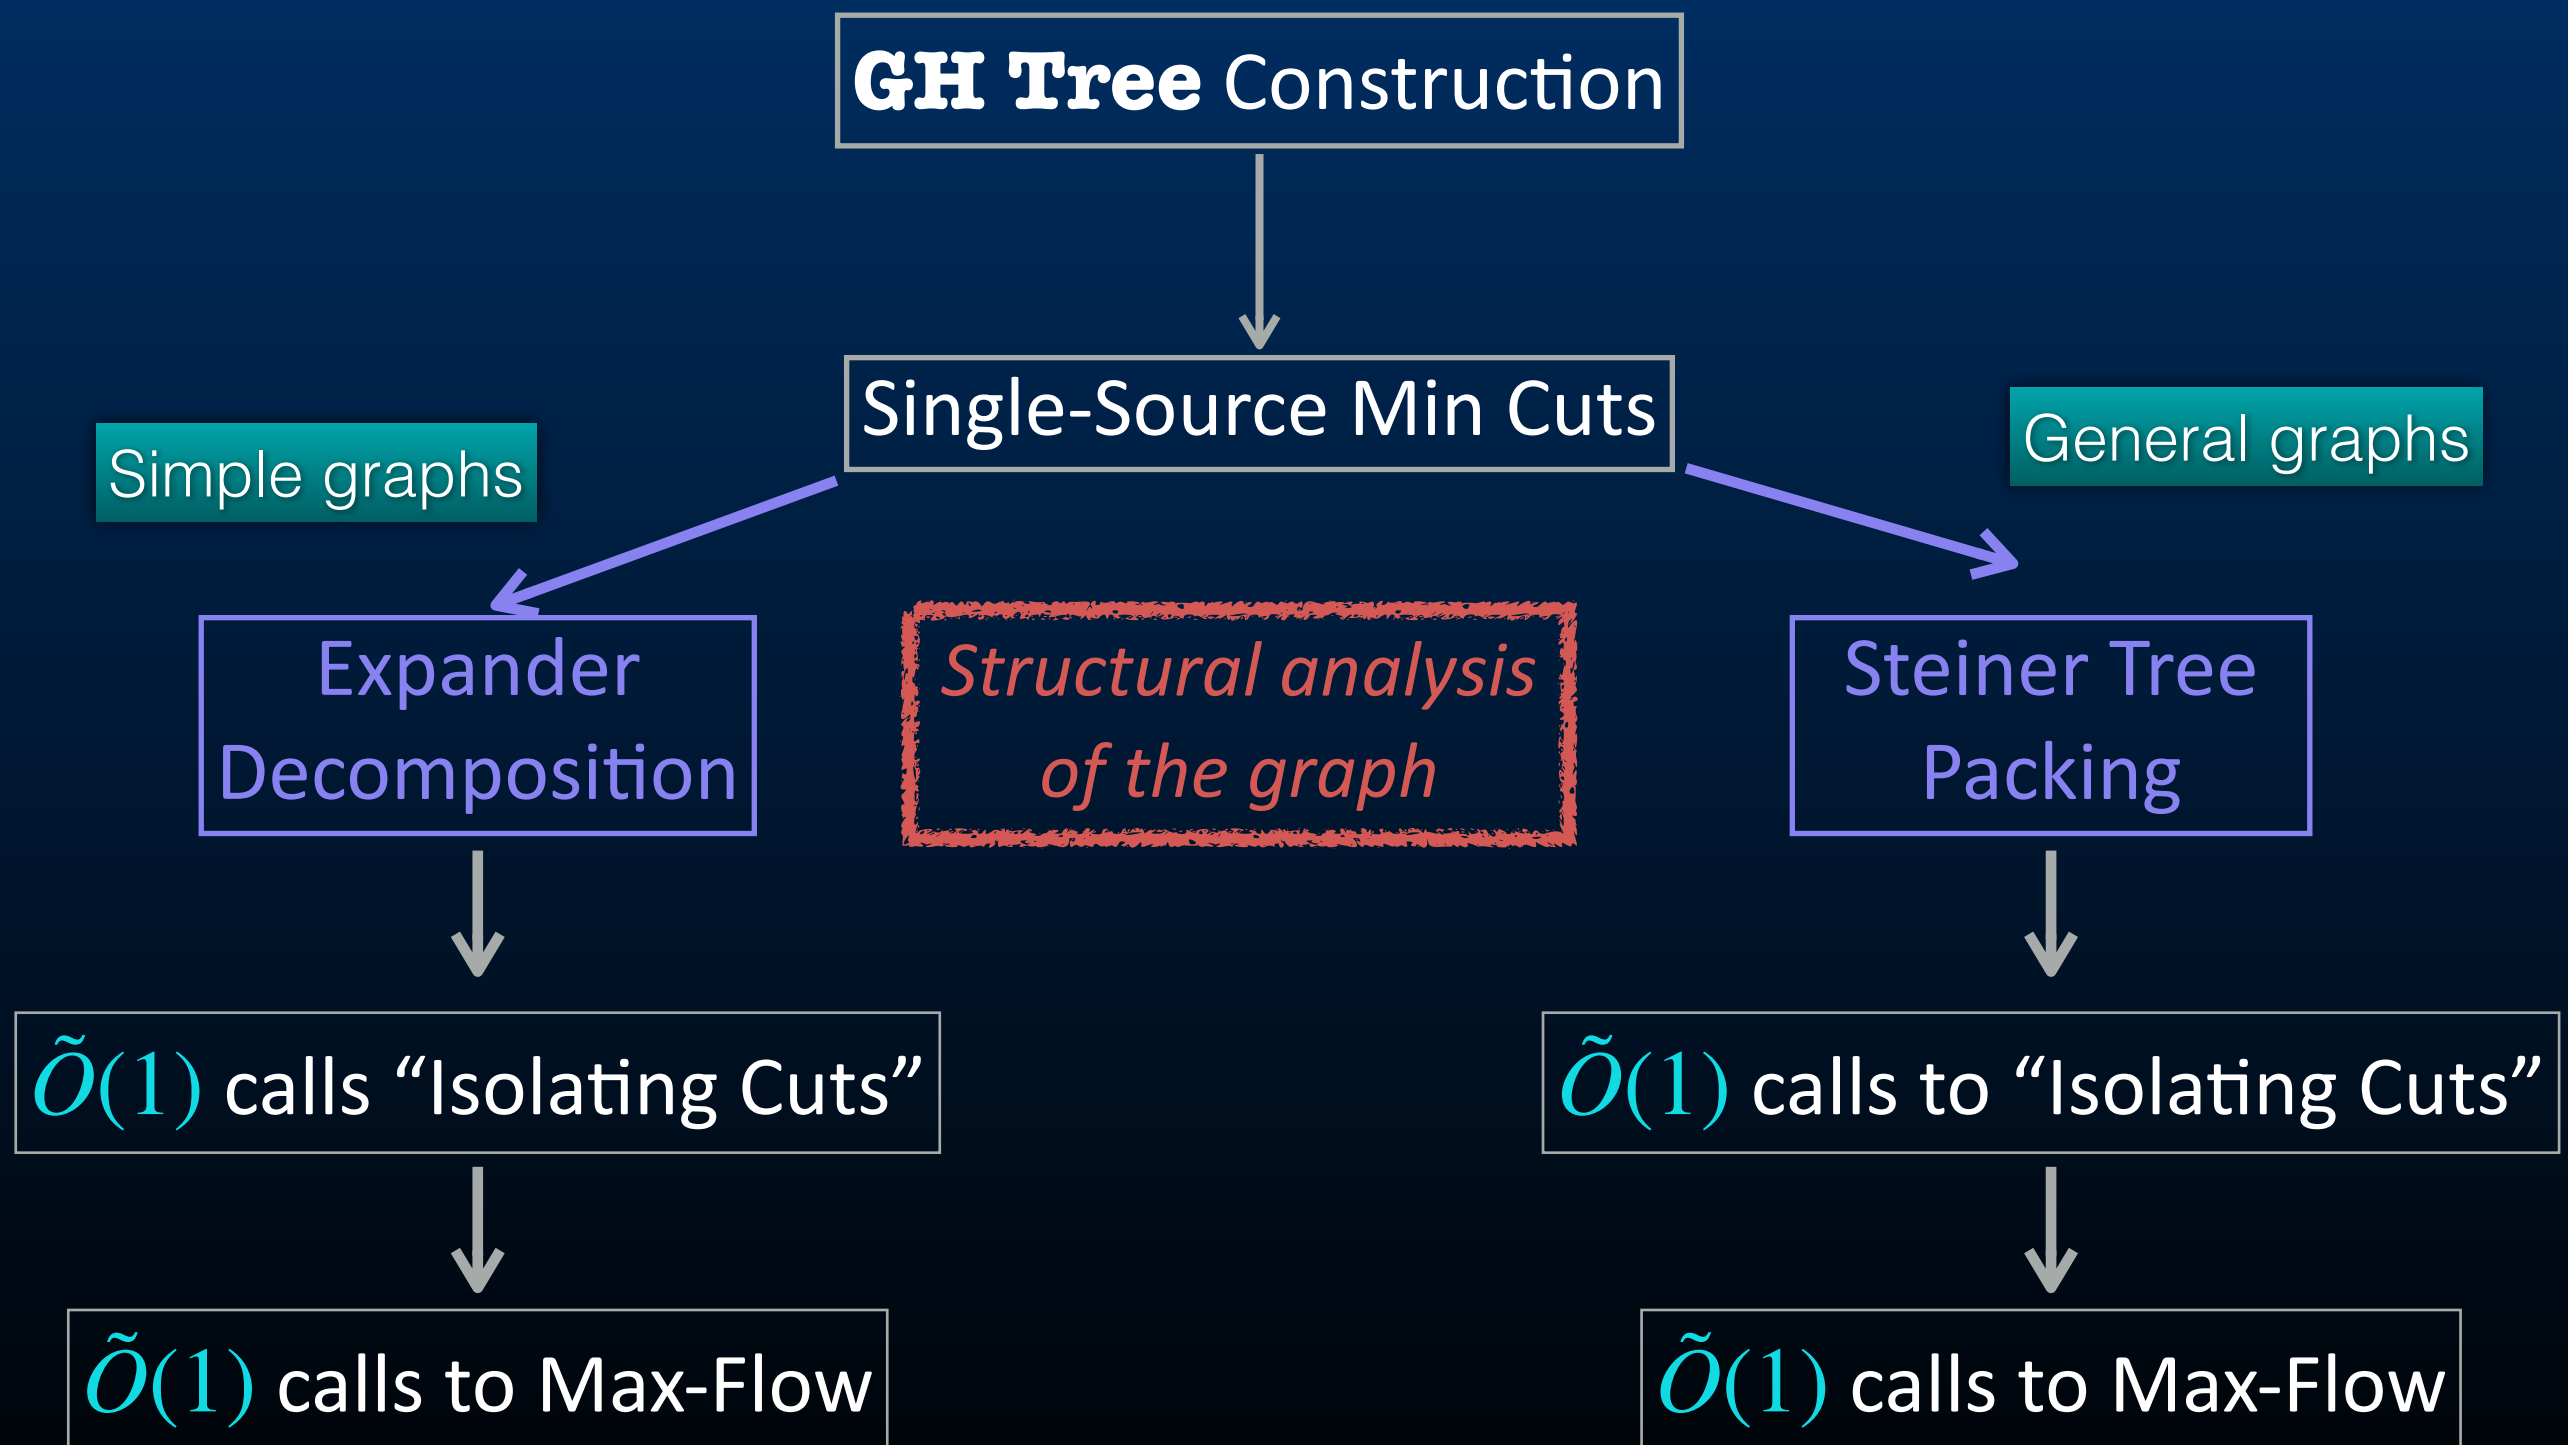 GH Tree Construction
Single-Source Min Cuts
Simple graphs
General graphs
Expander
Decomposition
Structural analysis
of the graph
Steiner Tree
Packing
Õ(1) calls “Isolating Cuts”
Õ(1) calls to “Isolating Cuts”
Õ(1) calls to Max-Flow
Õ(1) calls to Max-Flow